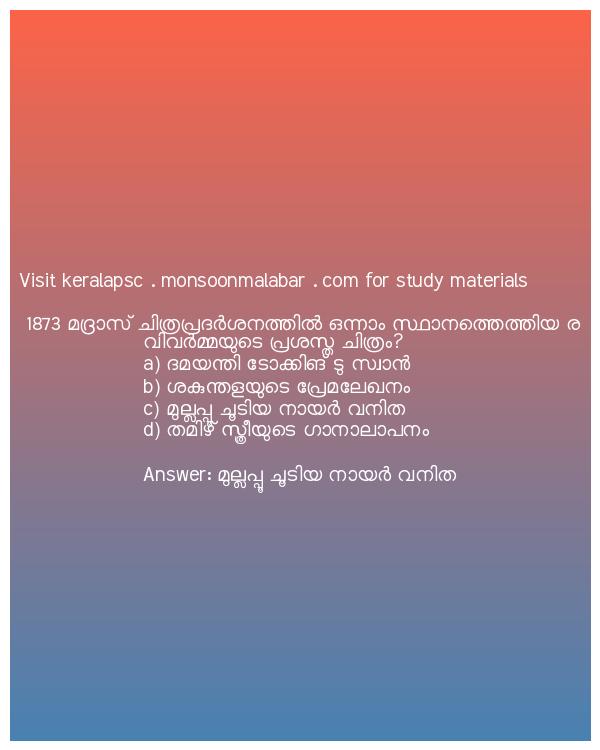 Visit keralapsc . monsoonmalabar . com for study materials
1873 മദ്രാസ് ചിത്രപ്രദർശനത്തിൽ ഒന്നാം സ്ഥാനത്തെത്തിയ ര
വിവർമ്മയുടെ പ്രശസ്ത ചിത്രം?
a) ദമയന്തി ടോക്കിങ് ടു സ്വാൻ
b) ശകുന്തളയുടെ പ്രേമലേഖനം
c) മുല്ലപ്പൂ ചൂടിയ നായർ വനിത
d) തമിഴ് സ്ത്രീയുടെ ഗാനാലാപനം
Answer: മുല്ലപ്പൂ ചൂടിയ നായർ വനിത